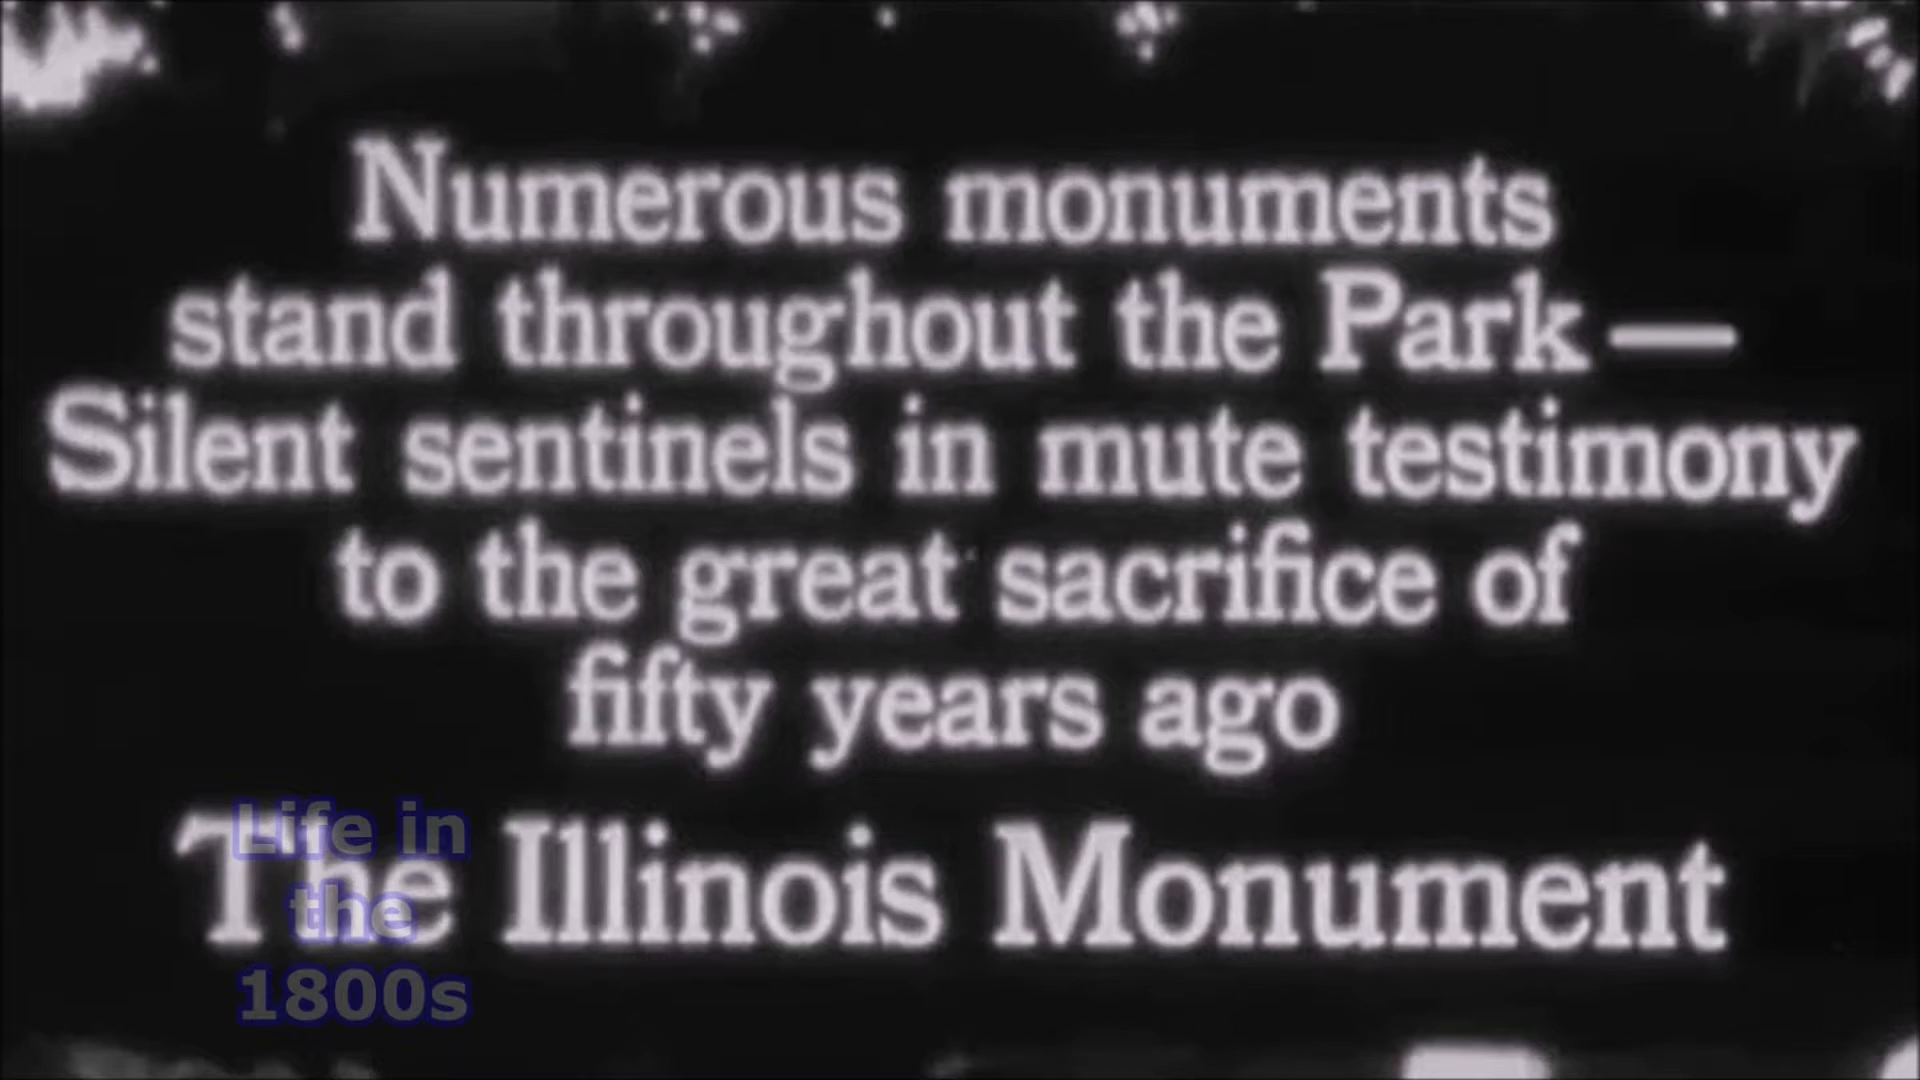 Numerous monuments
stand throughout the Park —
Silent sentinels in mute testimony
to the great sacrifice of
fifty years ago
The Illinois Monument
Life in
the
1800s